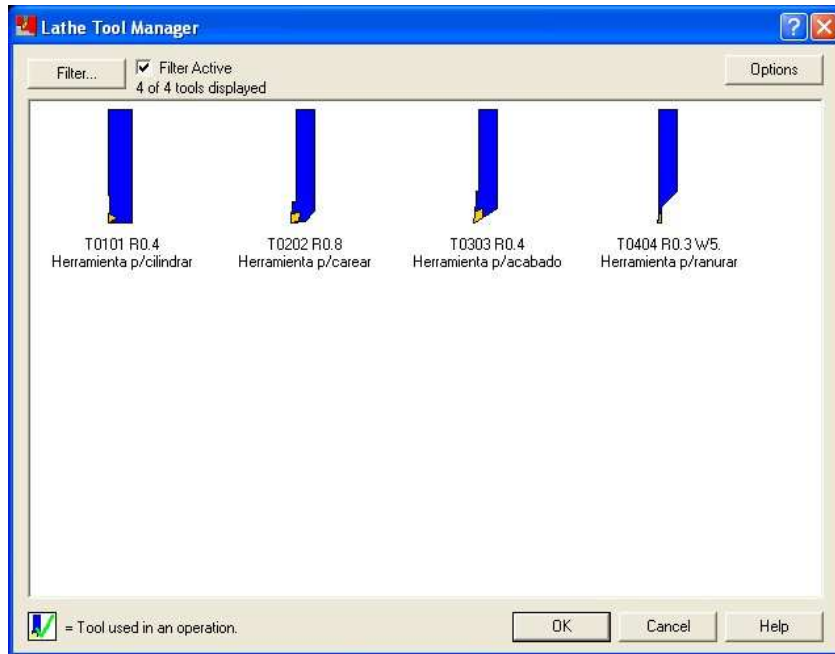 Lathe Tool Manager
Filter...
Filter Active
4 of 4 tools displayed
Options
T0101 R0.4
Herramienta p/cilindrar
T0202 R0.8
Herramienta p/carear
T0303 R0.4
Herramienta p/acabado
T0404 R0.3 W5.
Herramienta p/ranurar
= Tool used in an operation.
OK
Cancel
Help